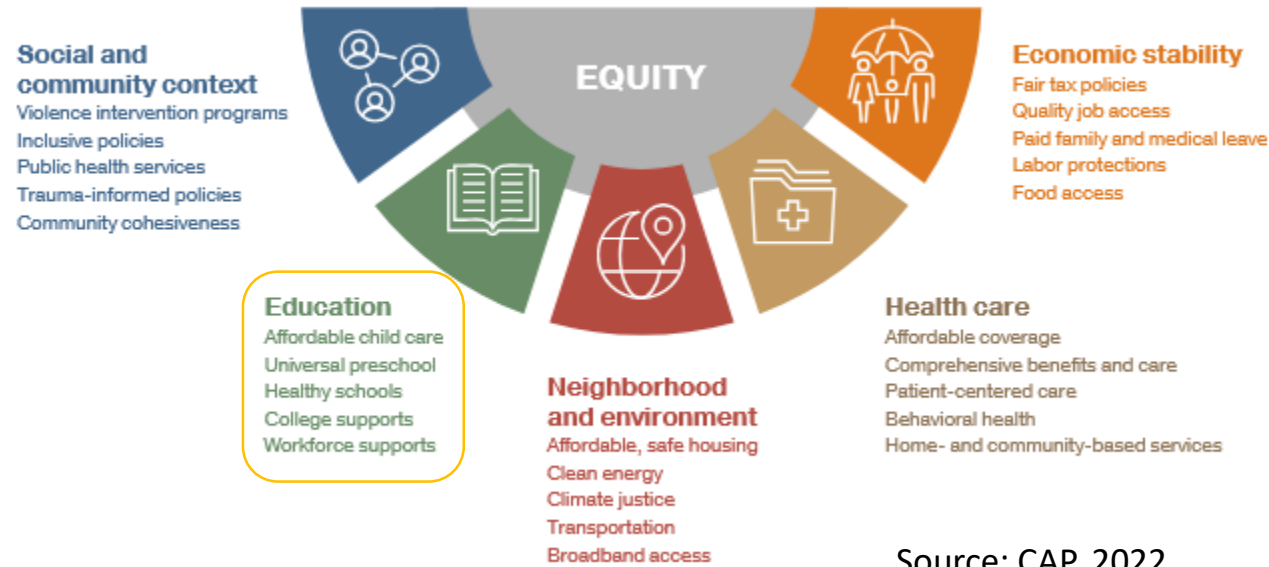 EQUITY
Social and
community context
Violence intervention programs
Inclusive policies
Public health services
Trauma-informed policies
Community cohesiveness
Education
Affordable child care
Universal preschool
Healthy schools
College supports
Workforce supports
Neighborhood
and environment
Affordable, safe housing
Clean energy
Climate justice
Transportation
Broadband access
Health care
Affordable coverage
Comprehensive benefits and care
Patient-centered care
Behavioral health
Home- and community-based services
Economic stability
Fair tax policies
Quality job access
Paid family and medical leave
Labor protections
Food access
Source: CAP, 2022